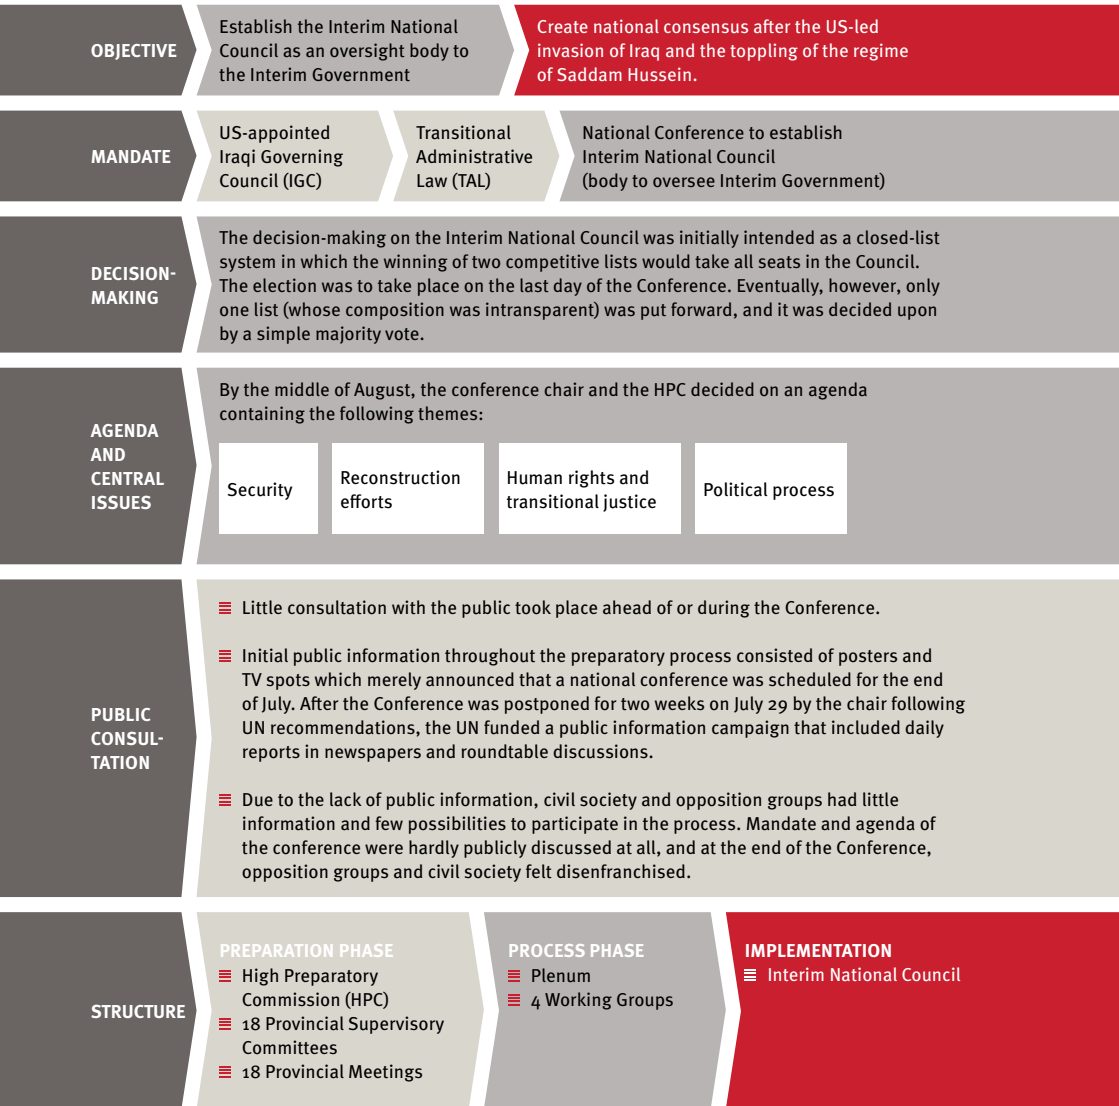 OBJECTIVE
Establish the Interim National
Council as an oversight body to
the Interim Government
Create national consensus after the US-led
invasion of Iraq and the toppling of the regime
of Saddam Hussein.
MANDATE
US-appointed
Iraqi Governing
Council (IGC)
Transitional
Administrative
Law (TAL)
National Conference to establish
Interim National Council
(body to oversee Interim Government)
DECISION-
MAKING
The decision-making on the Interim National Council was initially intended as a closed-list
system in which the winning of two competitive lists would take all seats in the Council.
The election was to take place on the last day of the Conference. Eventually, however, only
one list (whose composition was intransparent) was put forward, and it was decided upon
by a simple majority vote.
AGENDA
AND
CENTRAL
ISSUES
By the middle of August, the conference chair and the HPC decided on an agenda
containing the following themes:
Security
Reconstruction
efforts
Human rights and
transitional justice
Political process
PUBLIC
CONSUL-
TATION
Little consultation with the public took place ahead of or during the Conference.
Initial public information throughout the preparatory process consisted of posters and
TV spots which merely announced that a national conference was scheduled for the end
of July. After the Conference was postponed for two weeks on July 29 by the chair following
UN recommendations, the UN funded a public information campaign that included daily
reports in newspapers and roundtable discussions.
Due to the lack of public information, civil society and opposition groups had little
information and few possibilities to participate in the process. Mandate and agenda of
the conference were hardly publicly discussed at all, and at the end of the Conference,
opposition groups and civil society felt disenfranchised.
STRUCTURE
PREPARATION PHASE
High Preparatory
Commission (HPC)
18 Provincial Supervisory
Committees
18 Provincial Meetings
PROCESS PHASE
Plenum
4 Working Groups
IMPLEMENTATION
Interim National Council